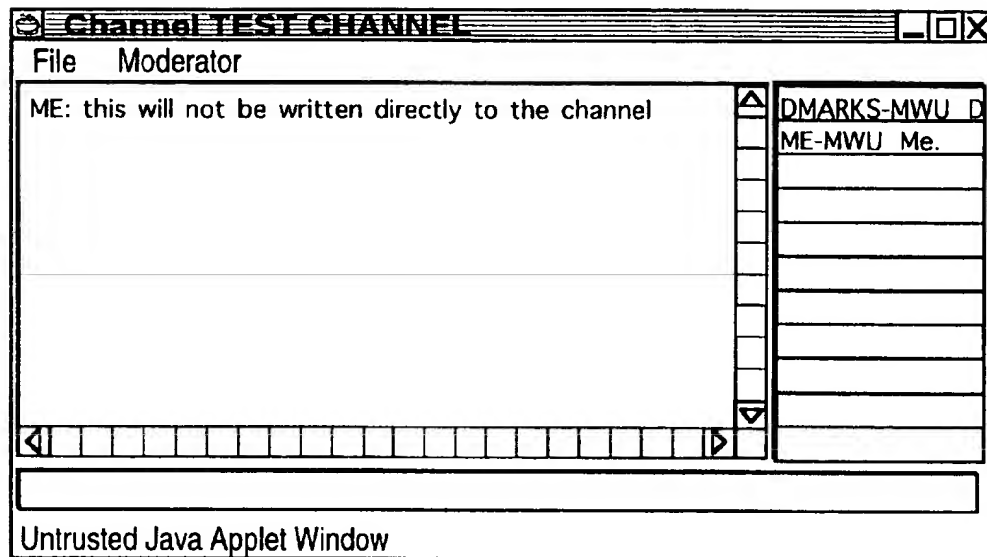 Channel TEST CHANNEL
File Moderator
ME: this will not be written directly to the channel
DMARKS-MWU D
ME-MWU Me.
Untrusted Java Applet Window